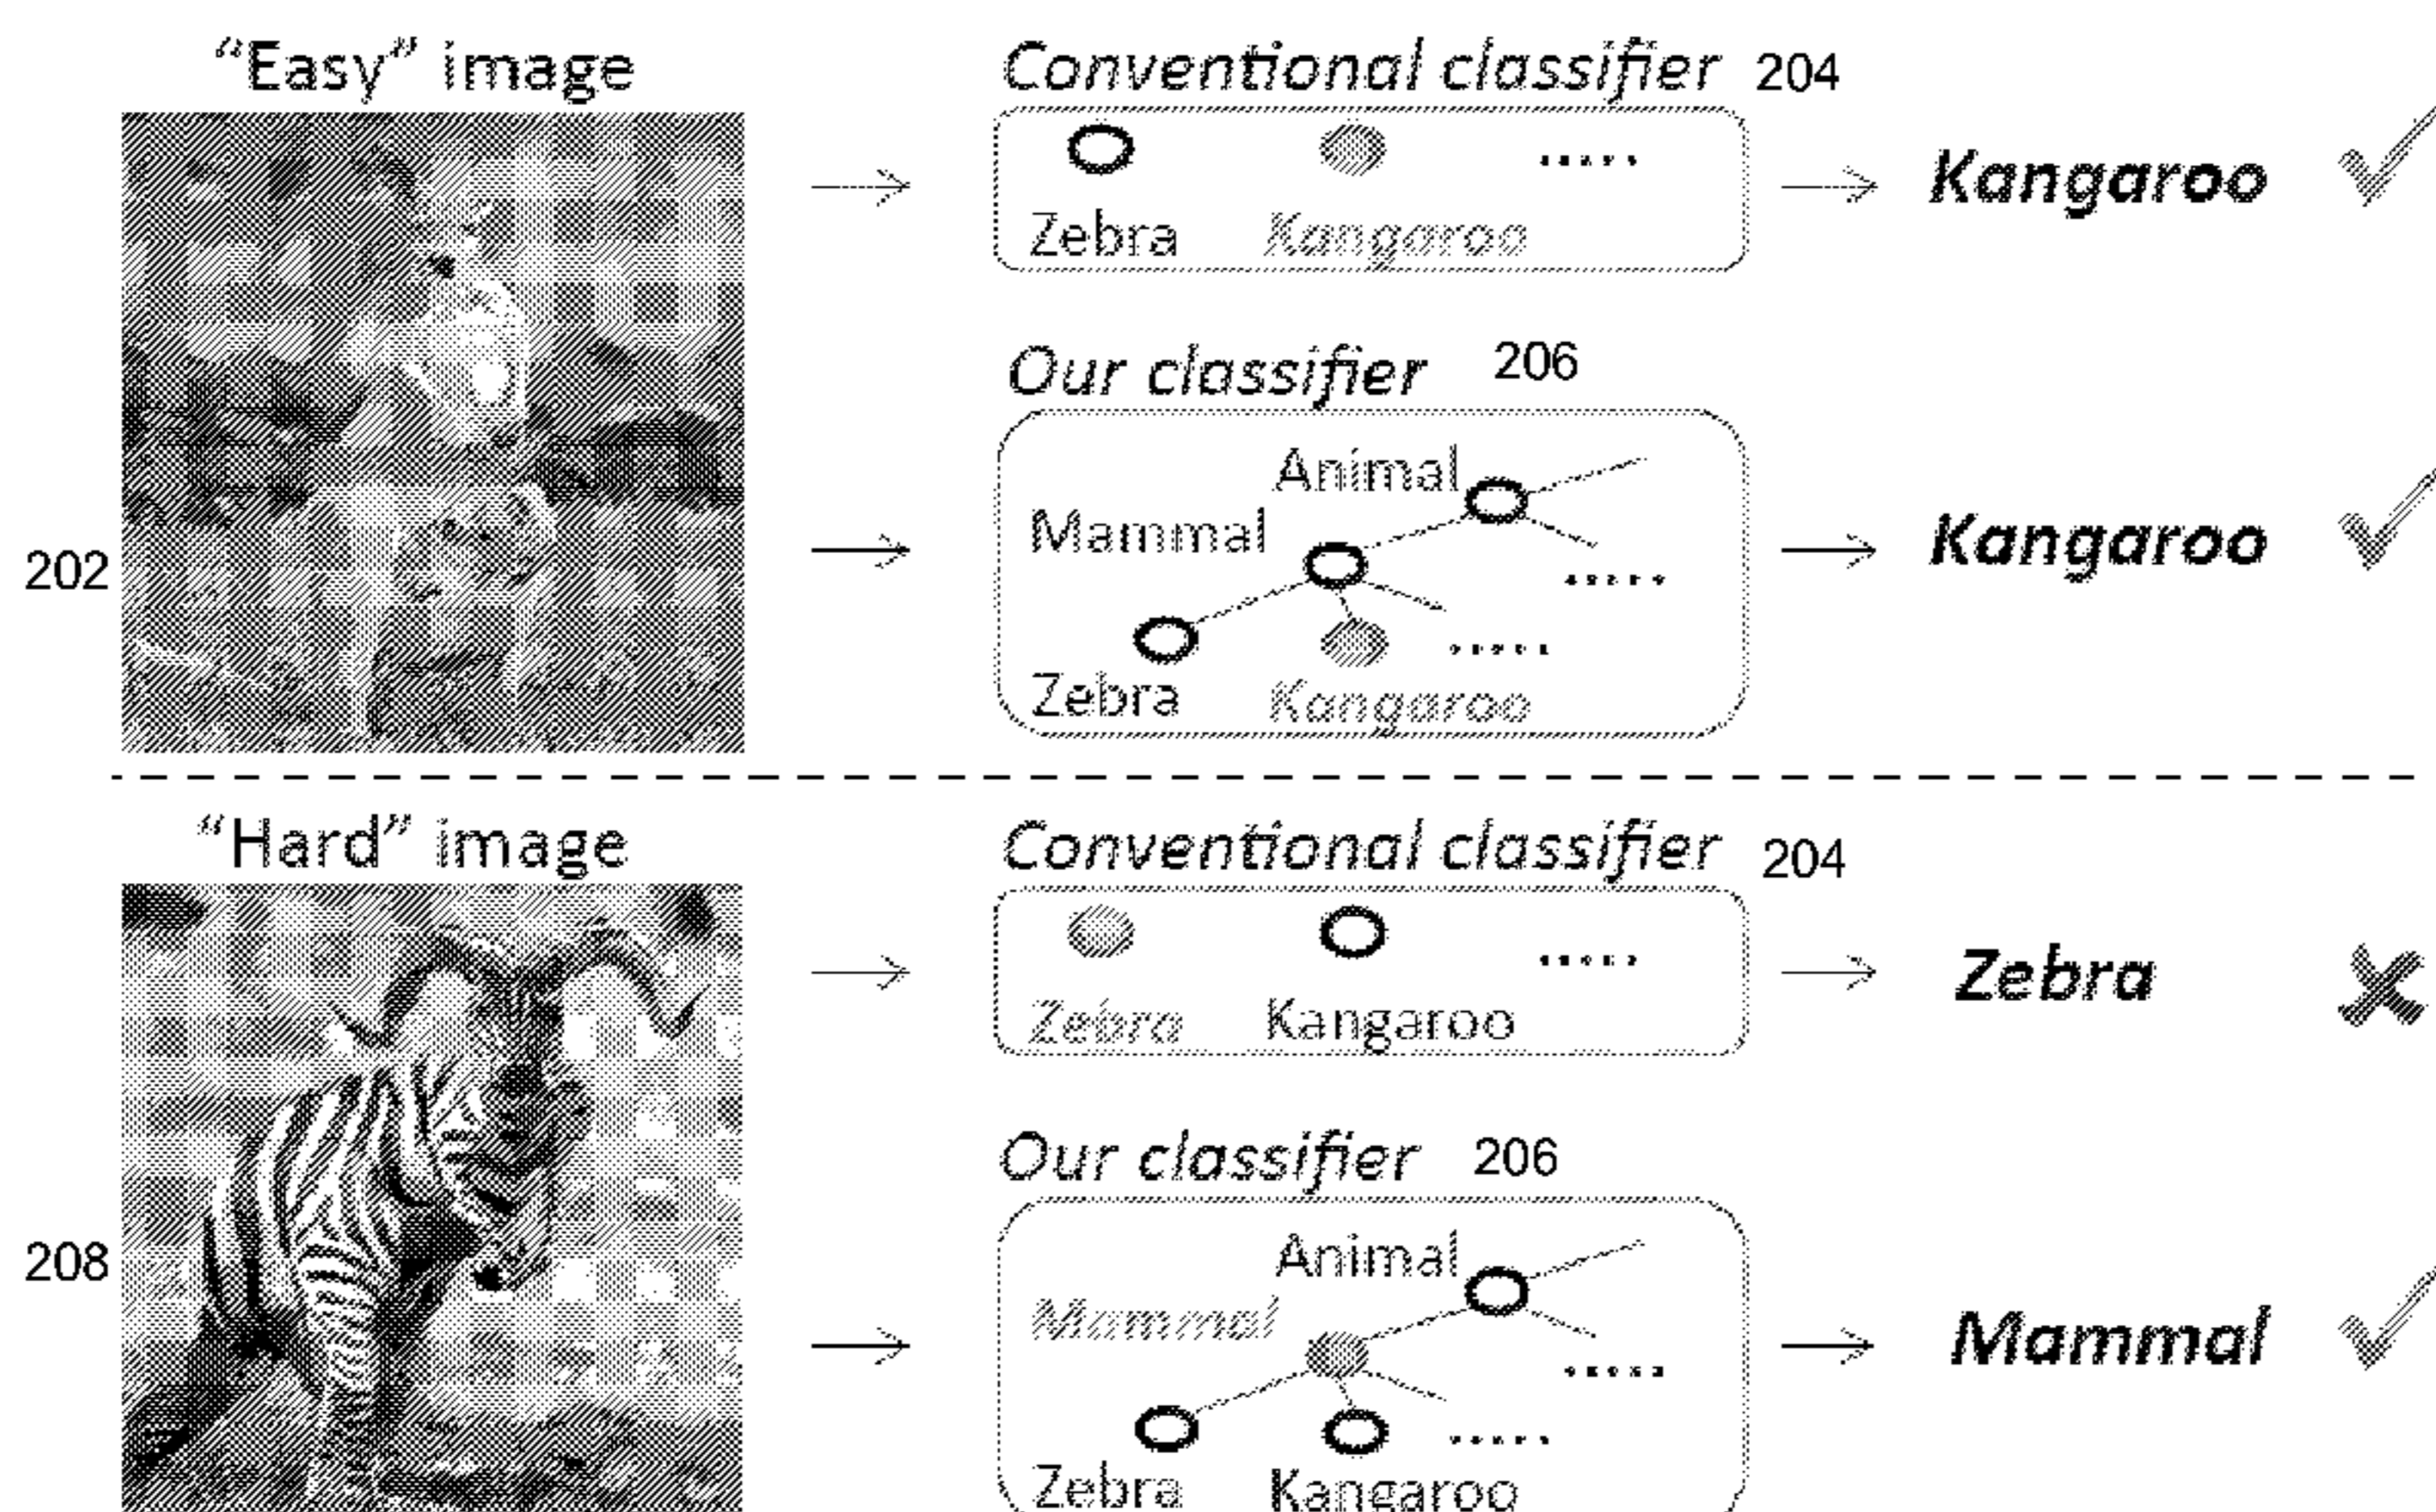 “Easy” image
202
Conventional classifier 204
Zebra Kangaroo .....
Kangaroo
Our classifier 206
Animal
Mammal
.....
.....
Zebra Kangaroo
Kangaroo
“Hard” image
208
Conventional classifier 204
.....
Zebra Kangaroo
Zebra
Our classifier 206
Animal
Mammal
.....
.....
Zebra Kangaroo
Mammal